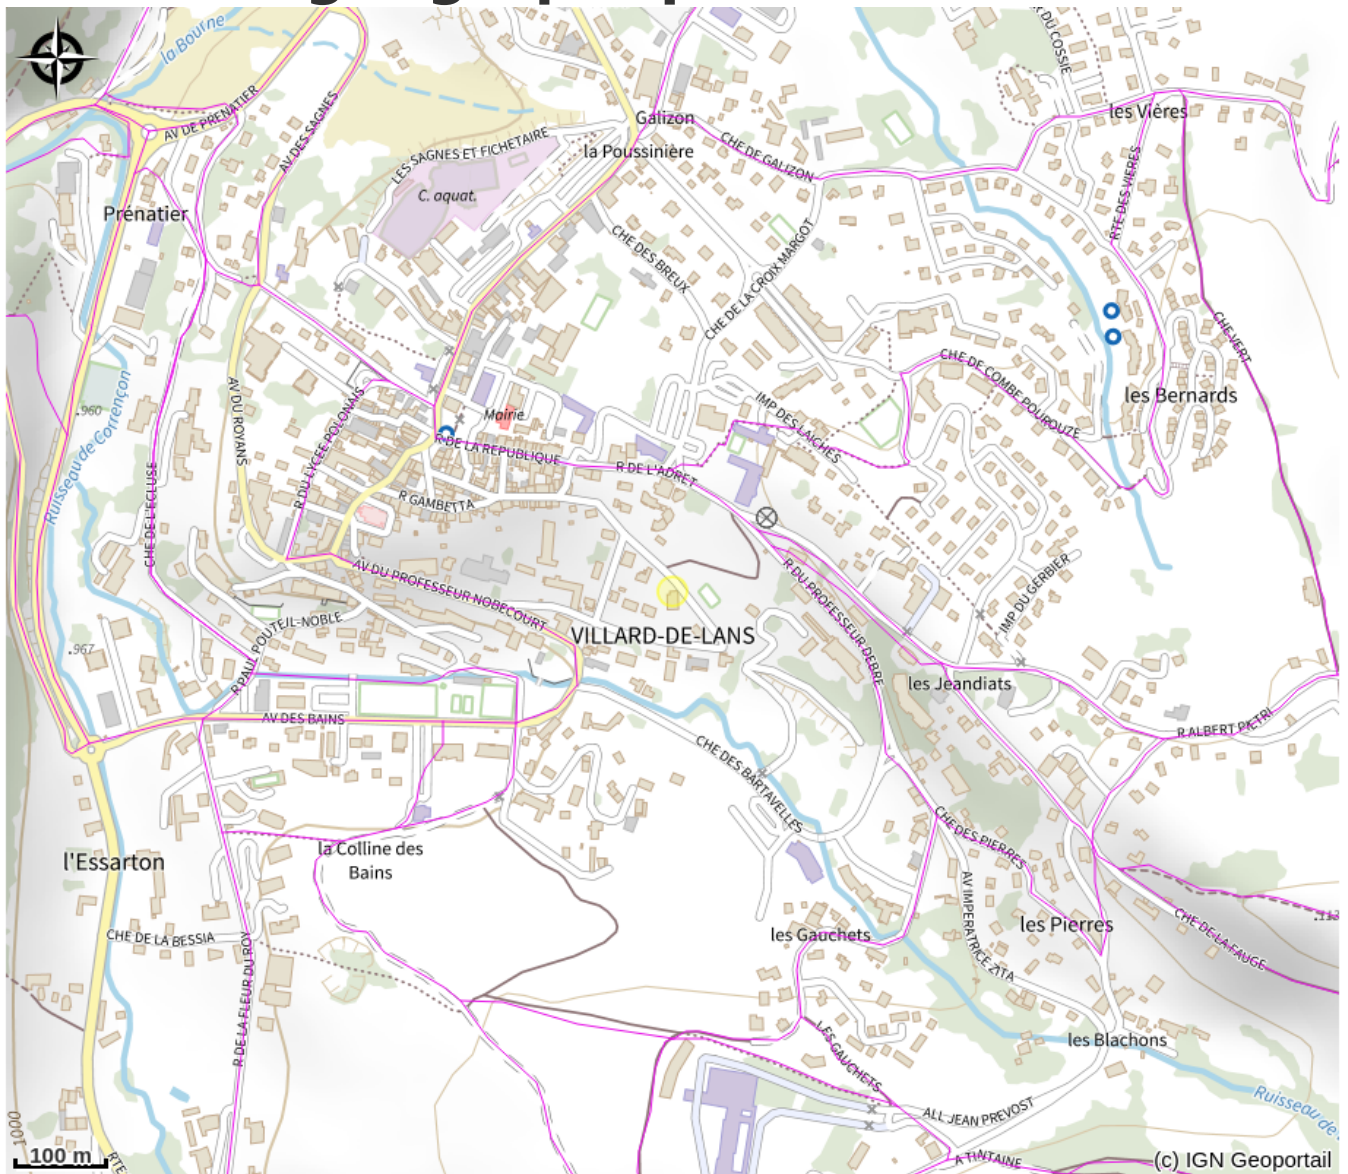 la Bourne
R DU COSSIE
Galizon
les Vières
AV DE PRENATIER
AV DES SAGNES
LES SAGNES ET FICHETAIRE
la Poussinière
CHE DE GALIZON
C. aquat.
Prénatier
RTE DES VIERES
CHE DES BREUX
CHE DE LA CROIX MARGOT
CHE VERT
CHE DE COMBE POUROUZE
les Bernards
Ruisseau de Corrençon
.960
AV DU ROYANS
R DU LYCEE POLONAIS
Mairie
IMP DES LAICHES
R DE LA REPUBLIQUE
R DE L'ADRET
CHE DE L'ECLUSE
R GAMBETTA
AV DU PROFESSEUR NOBECOURT
R DU PROFESSEUR DEBRE
IMP DU GERBIER
R PAUL POUTEIL-NOBLE
VILLARD-DE-LANS
.967
les Jeandiats
AV DES BAINS
R ALBERT PIETRI
CHE DES BARTAVELLES
CHE DES PIERRES
l'Essarton
la Colline des
Bains
AV IMPERATRICE ZITA
les Pierres
CHE DE LA FAUGE
CHE DE LA BESSIA
les Gauchets
R DE LA FLEUR DU ROY
LES GAUCHETS
les Blachons
Ruisseau de
ALL JEAN PREVOST
1000
RTE
A TINTAINE
100 m
(c) IGN Geoportail